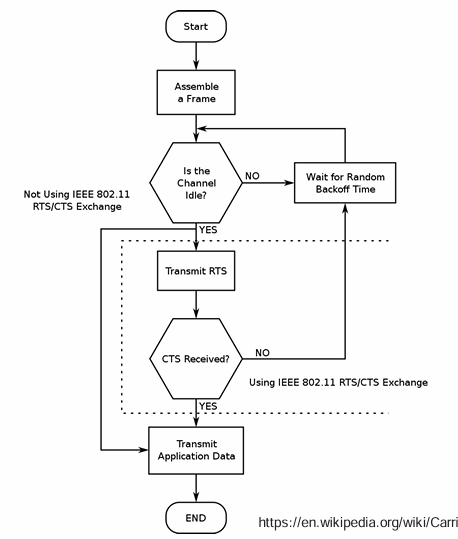 Start
Assemble
a Frame
Is the
Channel
Idle?
NO
Wait for Random
Backoff Time
Not Using IEEE 802.11
RTS/CTS Exchange
YES
Transmit RTS
CTS Received?
NO
Using IEEE 802.11 RTS/CTS Exchange
YES
Transmit
Application Data
END
https://en.wikipedia.org/wiki/Carri